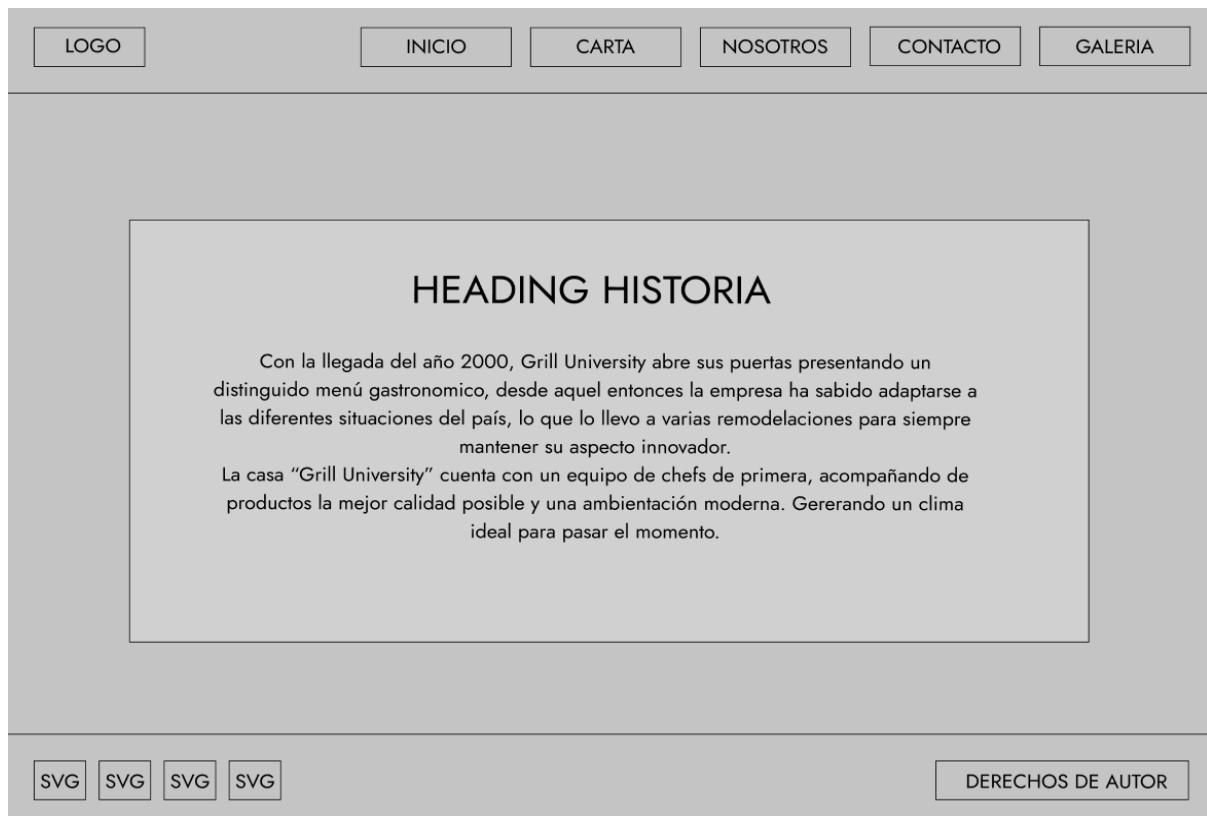 LOGO
INICIO
CARTA
NOSOTROS
CONTACTO
GALERIA
HEADING HISTORIA
Con la llegada del año 2000, Grill University abre sus puertas presentando un
distinguido menú gastronomico, desde aquel entonces la empresa ha sabido adaptarse a
las diferentes situaciones del país, lo que lo llevo a varias remodelaciones para siempre
mantener su aspecto innovador.
La casa “Grill University” cuenta con un equipo de chefs de primera, acompañando de
productos la mejor calidad posible y una ambientación moderna. Gererando un clima
ideal para pasar el momento.
SVG
SVG
SVG
SVG
DERECHOS DE AUTOR